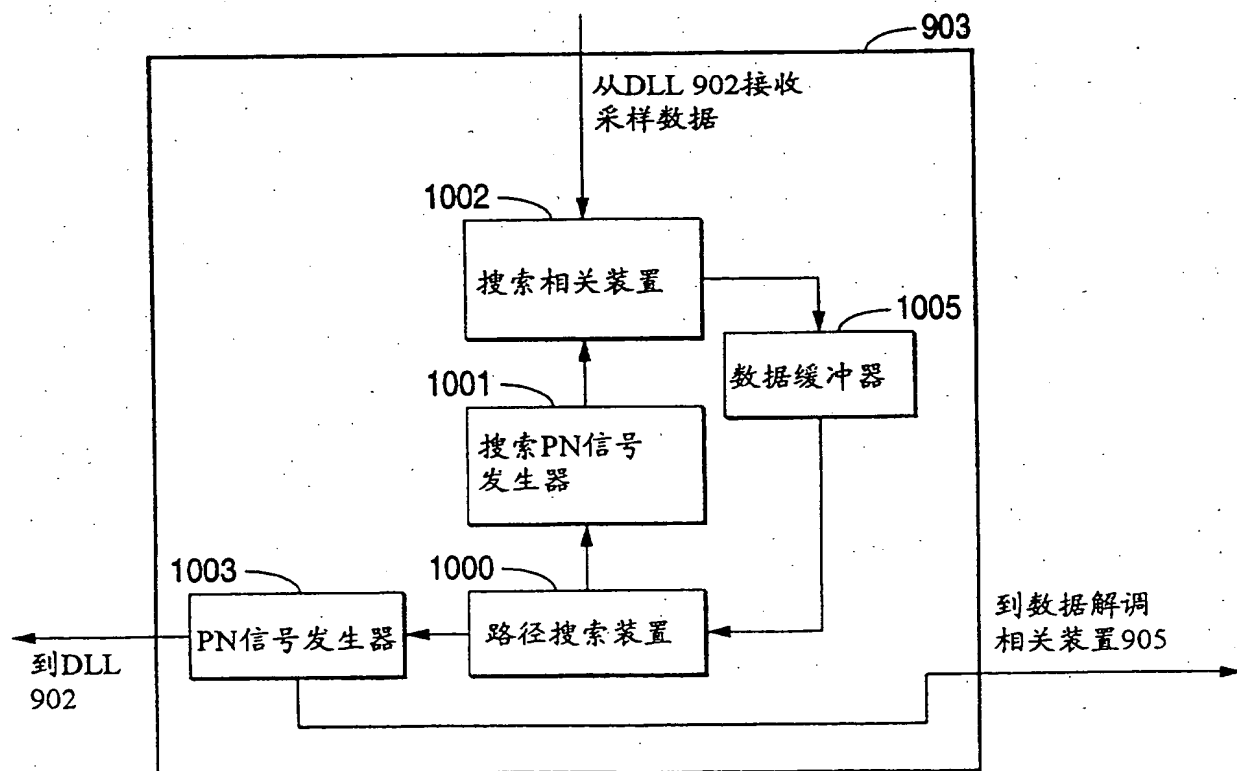 903
从DLL 902接收
采样数据
1002
搜索相关装置
1005
数据缓冲器
1001
搜索PN信号
发生器
1003
PN信号发生器
1000
路径搜索装置
到数据解调
相关装置905
到DLL
902